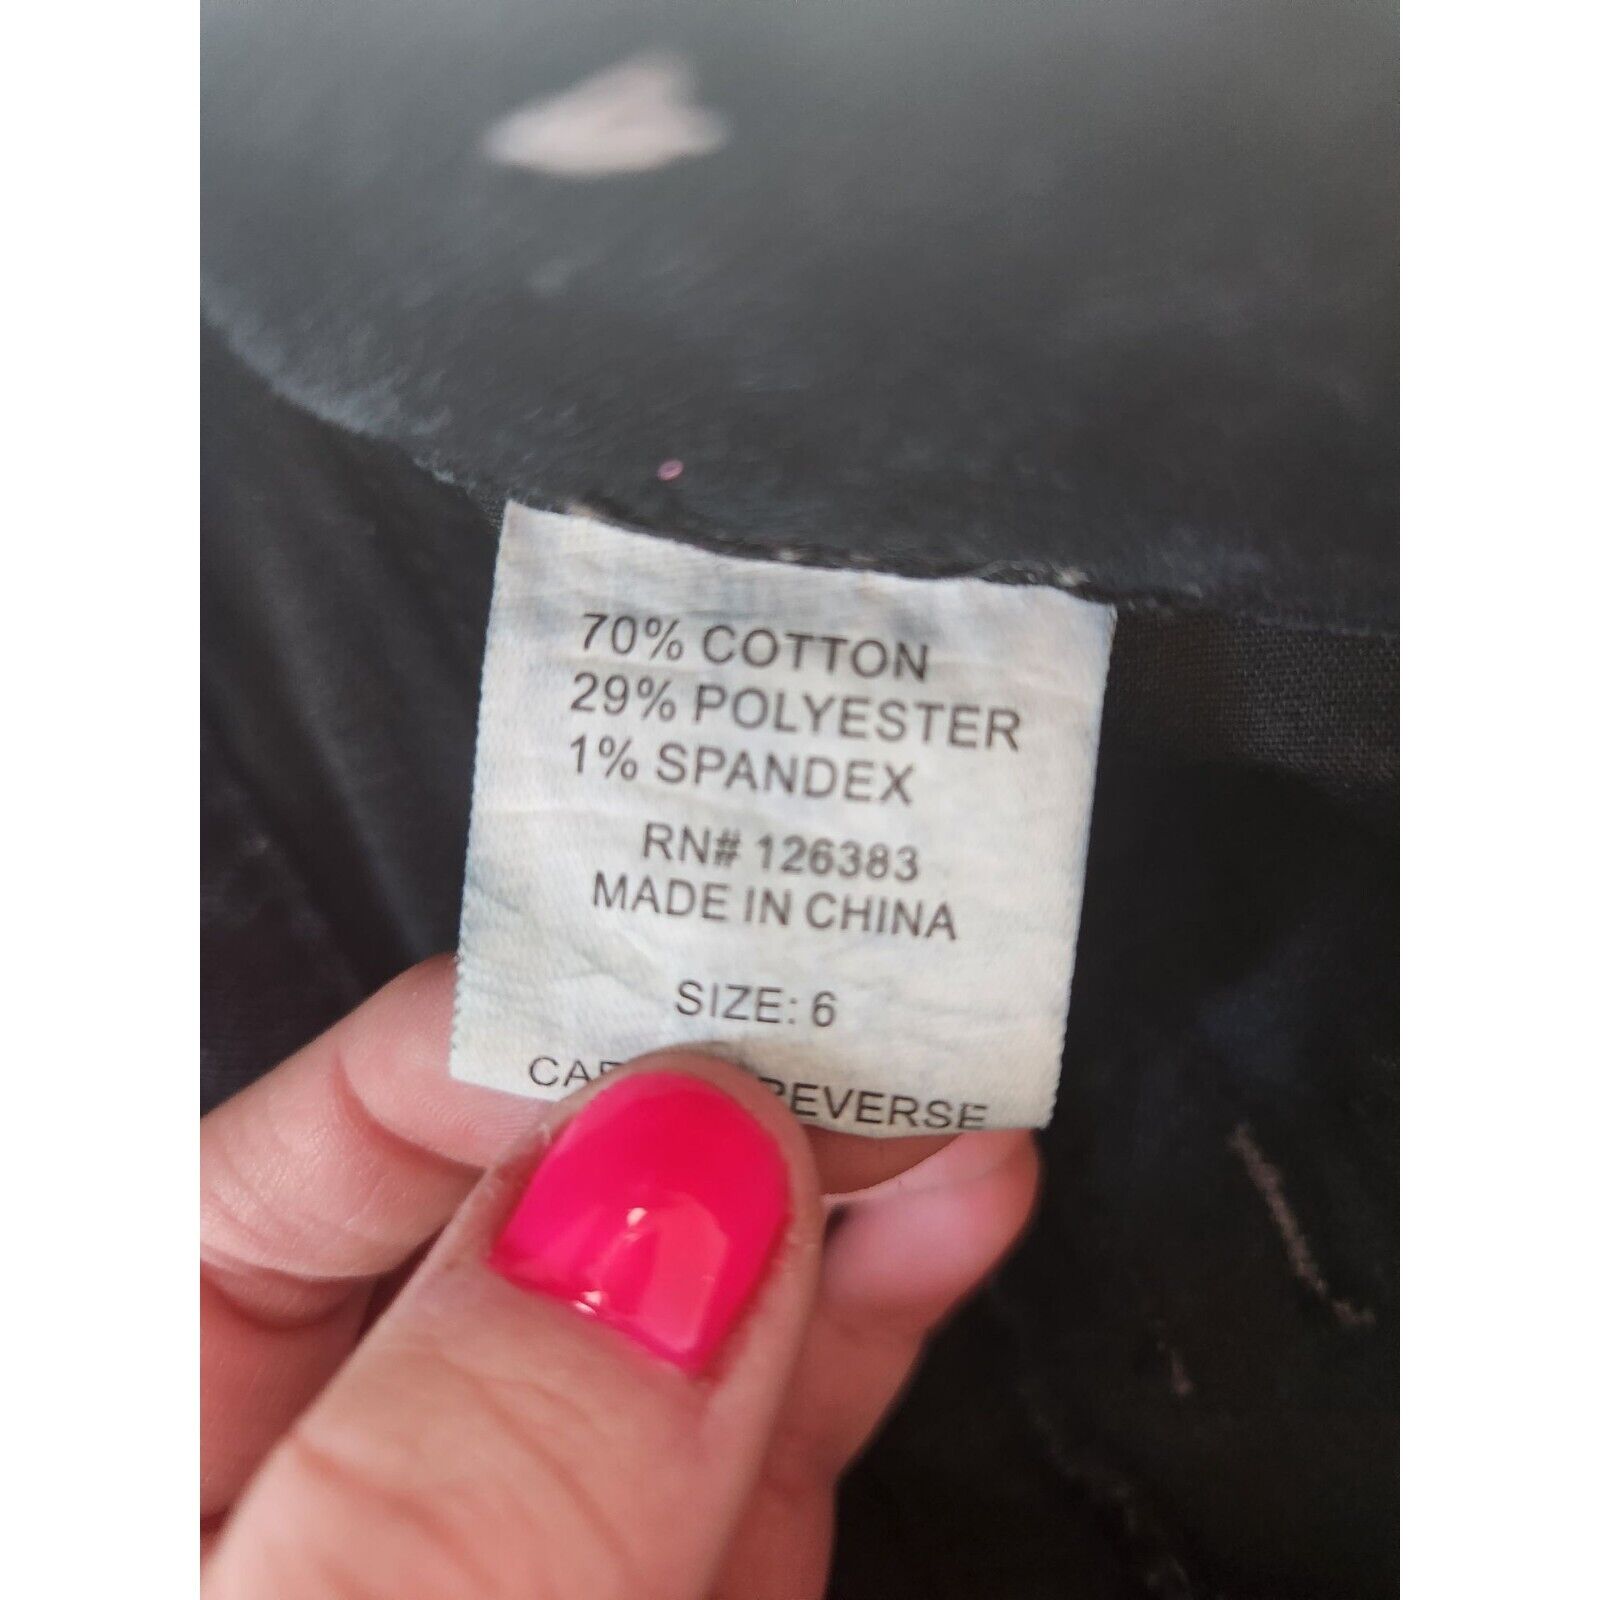 70% COTTON
29% POLYESTER
1% SPANDEX
RN# 126383
MADE IN CHINA
SIZE: 6
REVERSE